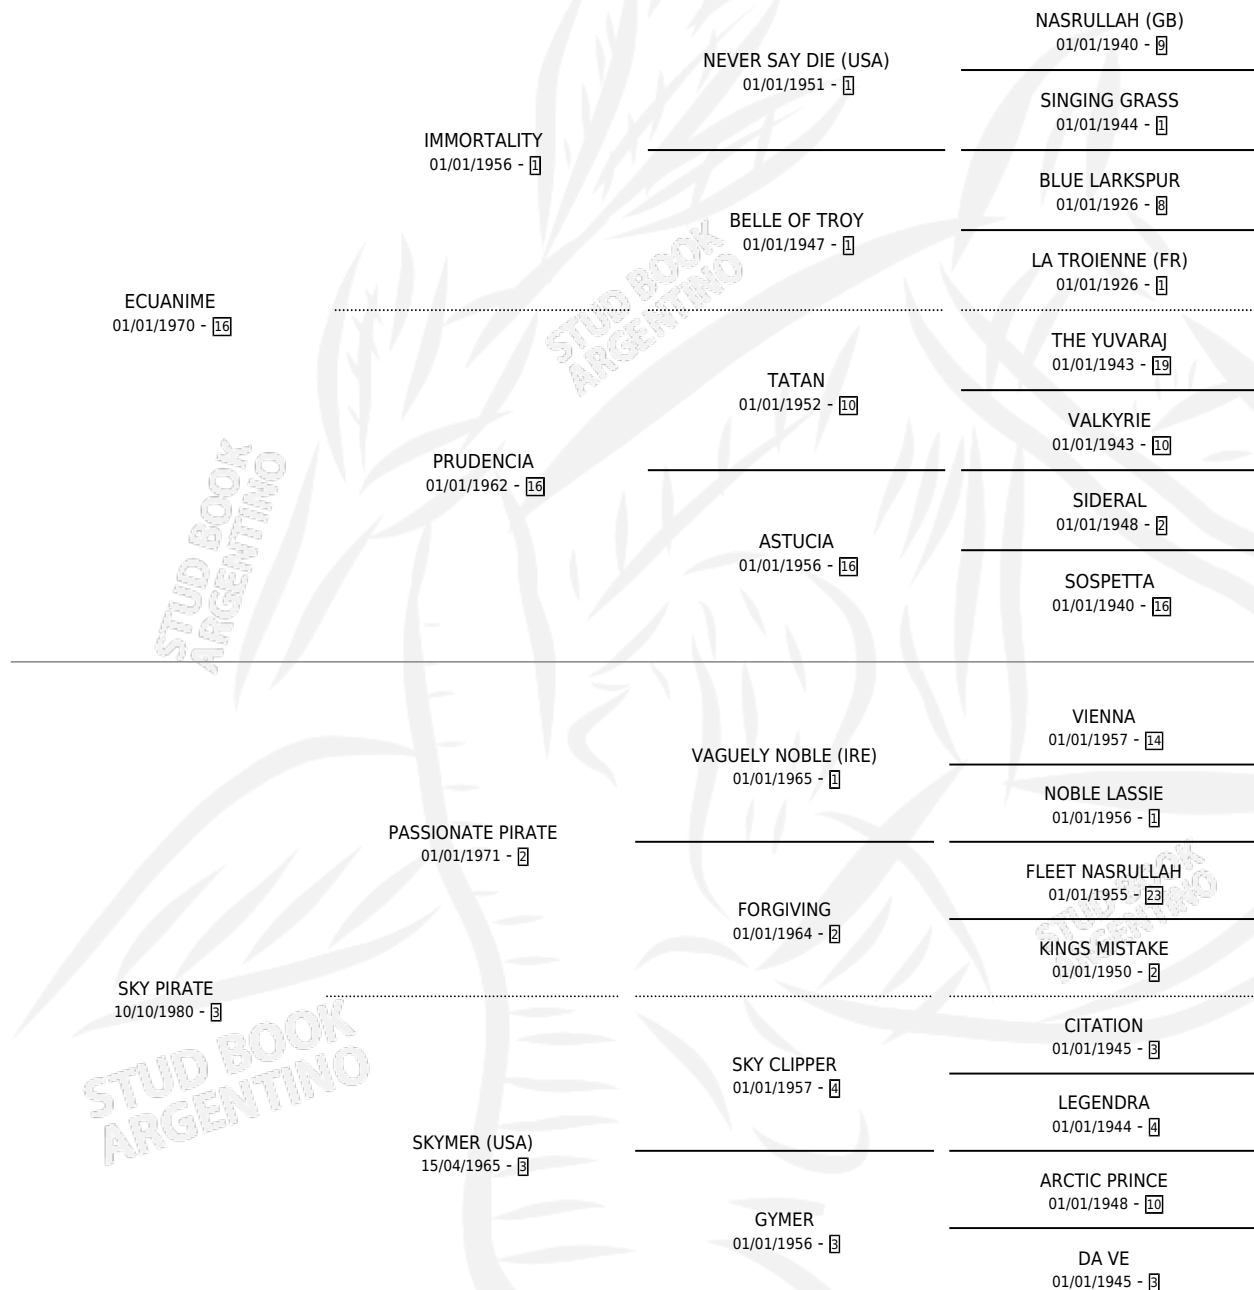 NASRULLAH (GB)
01/01/1940 - 9
NEVER SAY DIE (USA)
01/01/1951 - 1
SINGING GRASS
01/01/1944 - 1
IMMORTALITY
01/01/1956 - 1
BLUE LARKSPUR
01/01/1926 - 8
BELLE OF TROY
01/01/1947 - 1
LA TROIENNE (FR)
01/01/1926 - 1
ECUANIME
01/01/1970 - 16
THE YUVARAJ
01/01/1943 - 19
TATAN
01/01/1952 - 10
VALKYRIE
01/01/1943 - 10
PRUDENCIA
01/01/1962 - 16
SIDERAL
01/01/1948 - 2
ASTUCIA
01/01/1956 - 16
SOSPETTA
01/01/1940 - 16
VIENNA
01/01/1957 - 14
VAGUELY NOBLE (IRE)
01/01/1965 - 1
NOBLE LASSIE
01/01/1956 - 1
PASSIONATE PIRATE
01/01/1971 - 2
FLEET NASRULLAH
01/01/1955 - 23
FORGIVING
01/01/1964 - 2
KINGS MISTAKE
01/01/1950 - 2
SKY PIRATE
10/10/1980 - 3
CITATION
01/01/1945 - 3
SKY CLIPPER
01/01/1957 - 4
LEGENDRA
01/01/1944 - 4
SKYMER (USA)
15/04/1965 - 3
ARCTIC PRINCE
01/01/1948 - 10
GYMER
01/01/1956 - 3
DA VE
01/01/1945 - 3
STUD BOOK
ARGENTINO
STUD BOOK
ARGENTINO
STUD BOOK
ARGENTINO
STUD BOOK
ARGENTINO